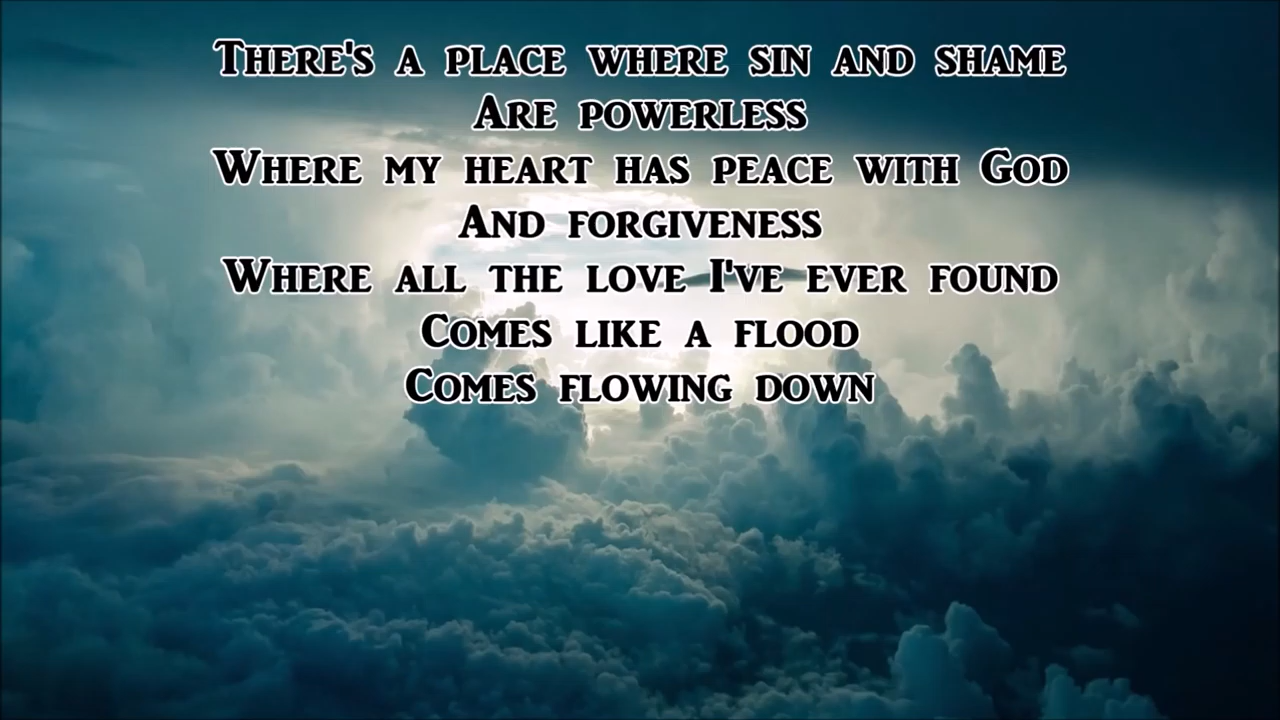 There's a place where sin and shame
Are powerless
Where my heart has peace with God
And forgiveness
Where all the love I've ever found
Comes like a flood
Comes flowing down